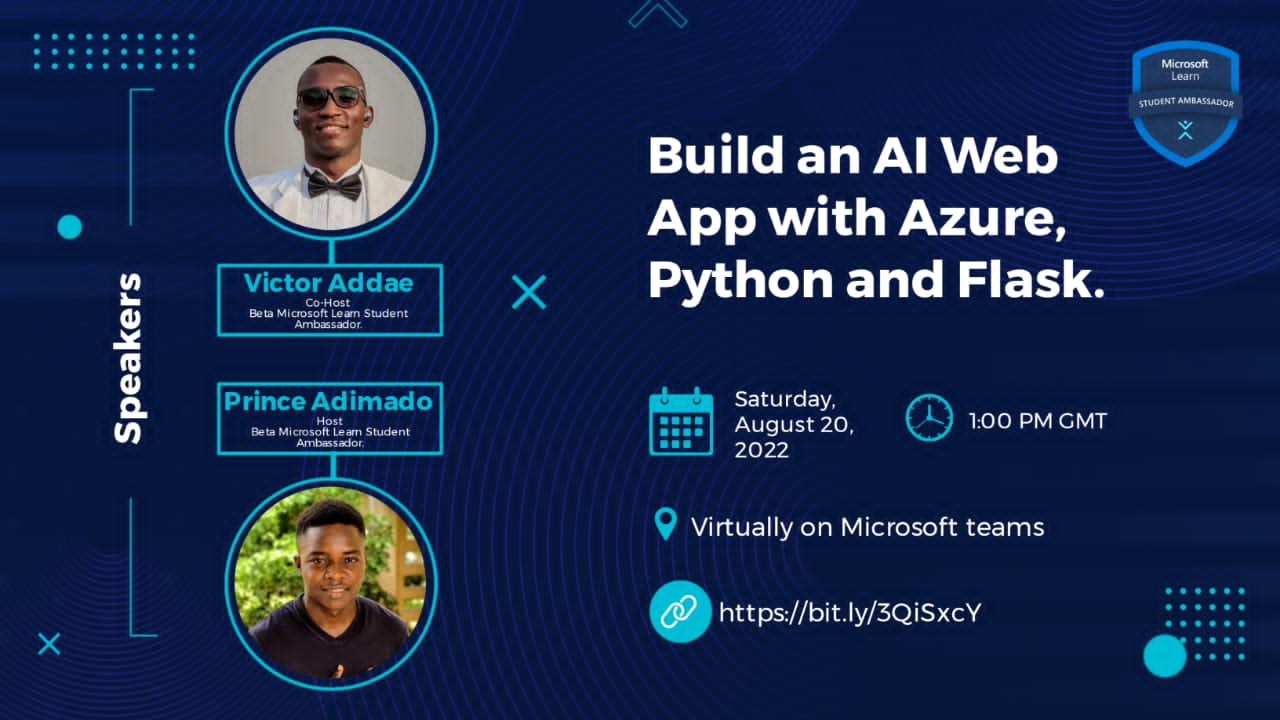 Speakers
Victor Addae
Co-Host
Beta Microsoft Learn Student
Ambassador.
Prince Adimado
Host
Beta Microsoft Learn Student
Ambassador.
Microsoft
Learn
STUDENT AMBASSADOR
Build an AI Web
App with Azure,
Python and Flask.
Saturday,
August 20,
2022
1:00 PM GMT
Virtually on Microsoft teams
https://bit.ly/3QiSxcY